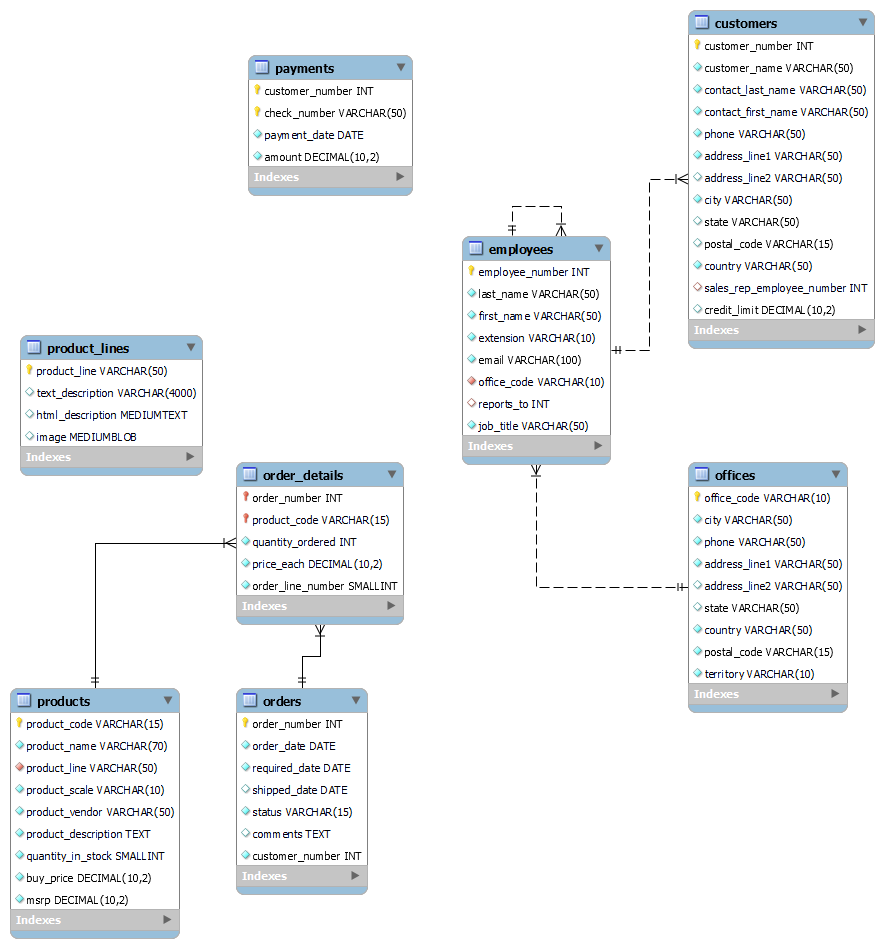 payments
customer_number INT
check_number VARCHAR(50)
payment_date DATE
amount DECIMAL(10,2)
Indexes
customers
customer_number INT
customer_name VARCHAR(50)
contact_last_name VARCHAR(50)
contact_first_name VARCHAR(50)
phone VARCHAR(50)
address_line1 VARCHAR(50)
address_line2 VARCHAR(50)
city VARCHAR(50)
state VARCHAR(50)
postal_code VARCHAR(15)
country VARCHAR(50)
sales_rep_employee_number INT
credit_limit DECIMAL(10,2)
Indexes
employees
employee_number INT
last_name VARCHAR(50)
first_name VARCHAR(50)
extension VARCHAR(10)
email VARCHAR(100)
office_code VARCHAR(10)
reports_to INT
job_title VARCHAR(50)
Indexes
product_lines
product_line VARCHAR(50)
text_description VARCHAR(4000)
html_description MEDIUMTEXT
image MEDIUMBLOB
Indexes
order_details
order_number INT
product_code VARCHAR(15)
quantity_ordered INT
price_each DECIMAL(10,2)
order_line_number SMALLINT
Indexes
offices
office_code VARCHAR(10)
city VARCHAR(50)
phone VARCHAR(50)
address_line1 VARCHAR(50)
address_line2 VARCHAR(50)
state VARCHAR(50)
country VARCHAR(50)
postal_code VARCHAR(15)
territory VARCHAR(10)
Indexes
products
product_code VARCHAR(15)
product_name VARCHAR(70)
product_line VARCHAR(50)
product_scale VARCHAR(10)
product_vendor VARCHAR(50)
product_description TEXT
quantity_in_stock SMALLINT
buy_price DECIMAL(10,2)
msrp DECIMAL(10,2)
Indexes
orders
order_number INT
order_date DATE
required_date DATE
shipped_date DATE
status VARCHAR(15)
comments TEXT
customer_number INT
Indexes